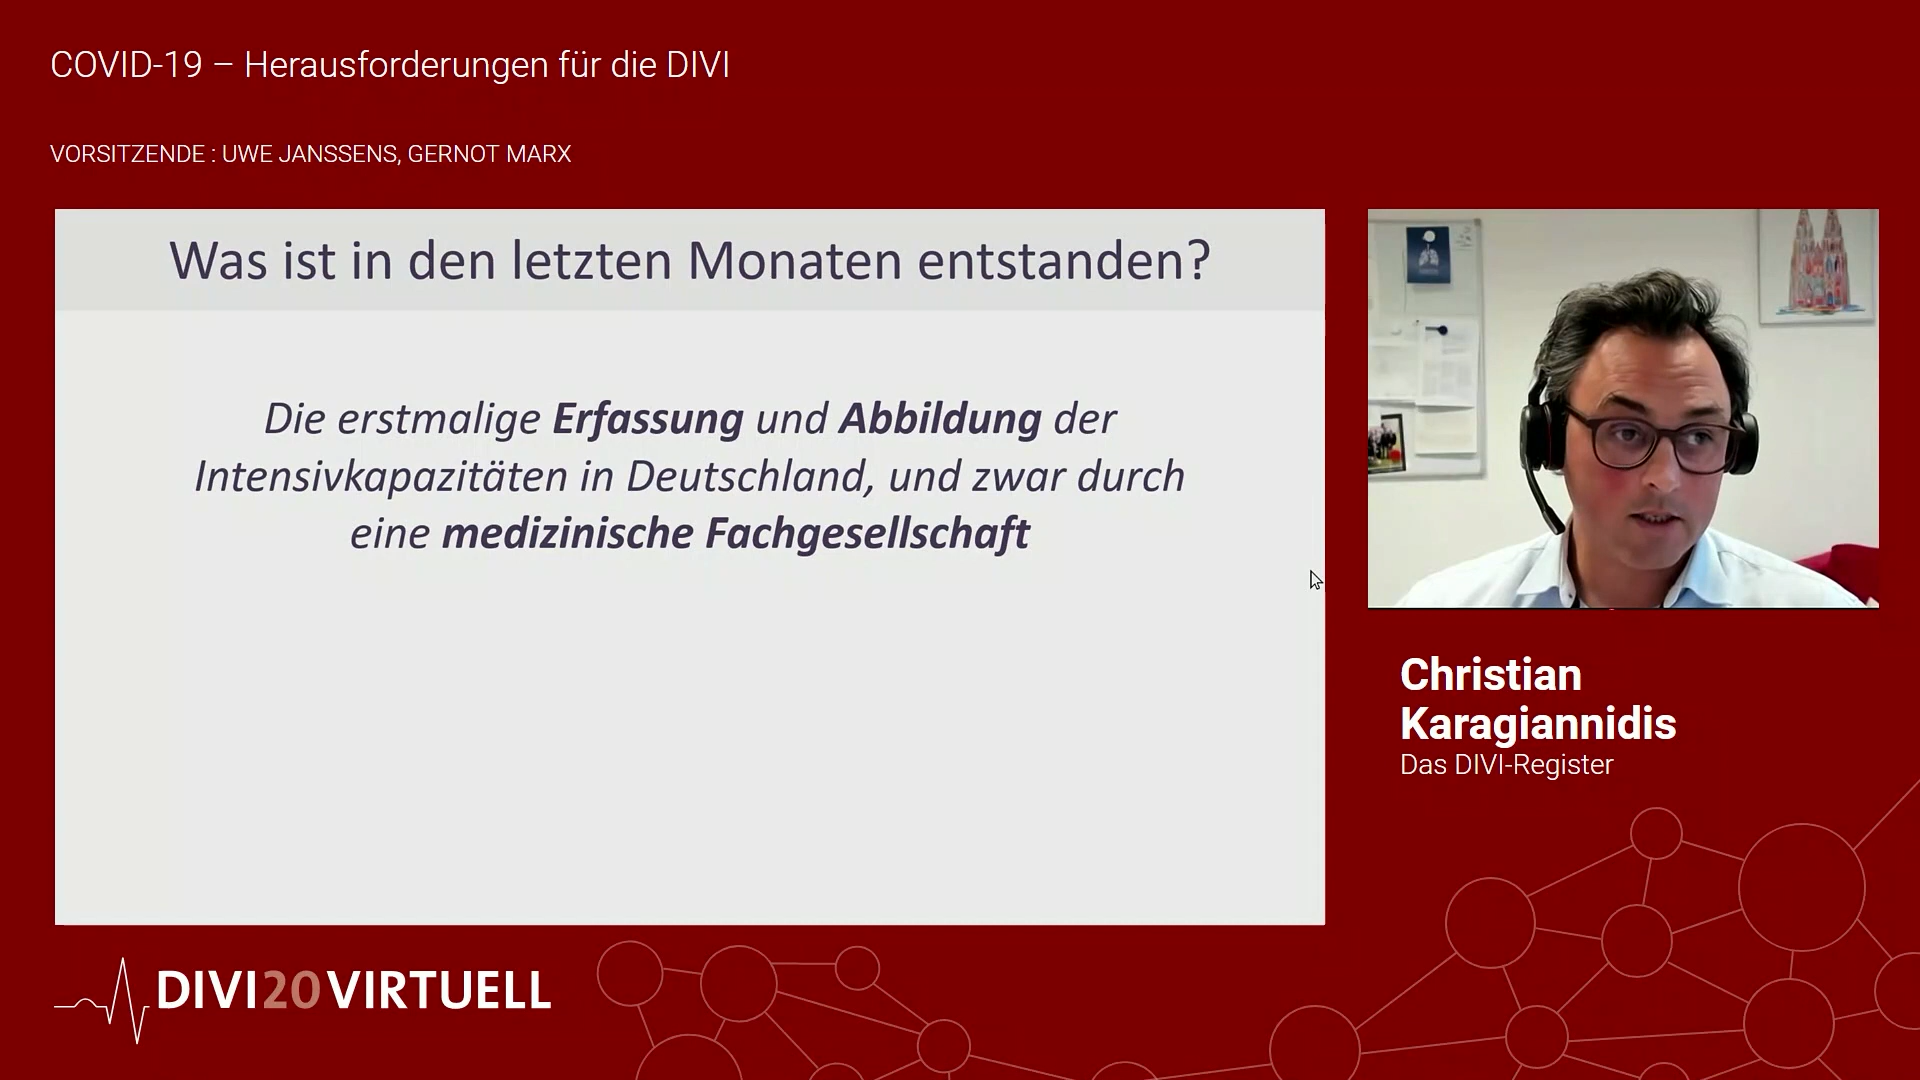 COVID-19 – Herausforderungen für die DIVI
VORSITZENDE : UWE JANSSENS, GERNOT MARX
Was ist in den letzten Monaten entstanden?
Die erstmalige Erfassung und Abbildung der
Intensivkapazitäten in Deutschland, und zwar durch
eine medizinische Fachgesellschaft
Christian
Karagiannidis
Das DIVI-Register
DIVI20VIRTUELL